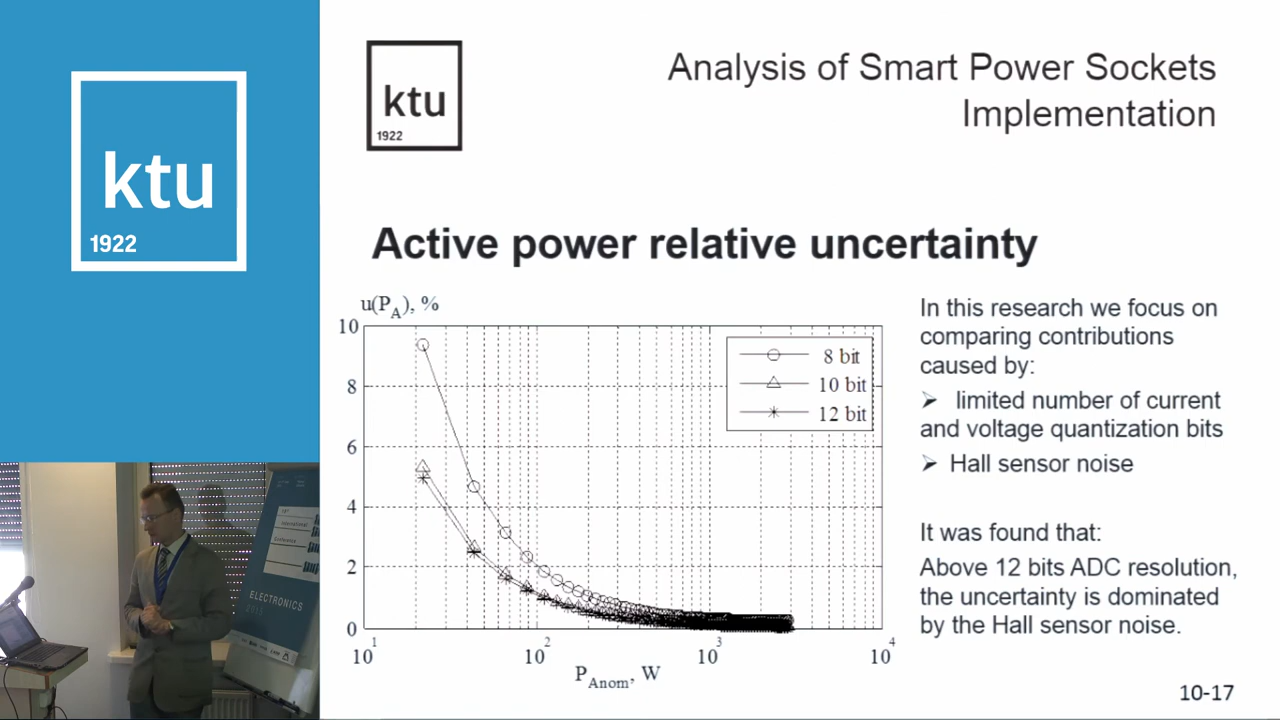 ktu
1922
ktu
1922
Analysis of Smart Power Sockets
Implementation
Active power relative uncertainty
u(P_A), %
10
8
6
4
2
0
8 bit
10 bit
12 bit
10^1
10^2
10^3
10^4
P_Anom, W
In this research we focus on
comparing contributions
caused by:
➢ limited number of current
and voltage quantization bits
➢ Hall sensor noise
It was found that:
Above 12 bits ADC resolution,
the uncertainty is dominated
by the Hall sensor noise.
10-17
International
Conference
ELECTRONICS